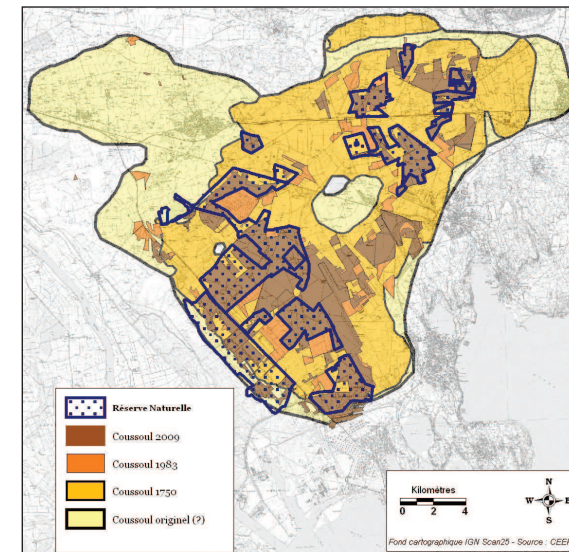 Réserve Naturelle
Coussoul 2009
Coussoul 1983
Coussoul 1750
Coussoul originel (?)
Kilomètres
0 2 4
N
W E
S
Fond cartographique IGN Scan25 - Source : CEEP